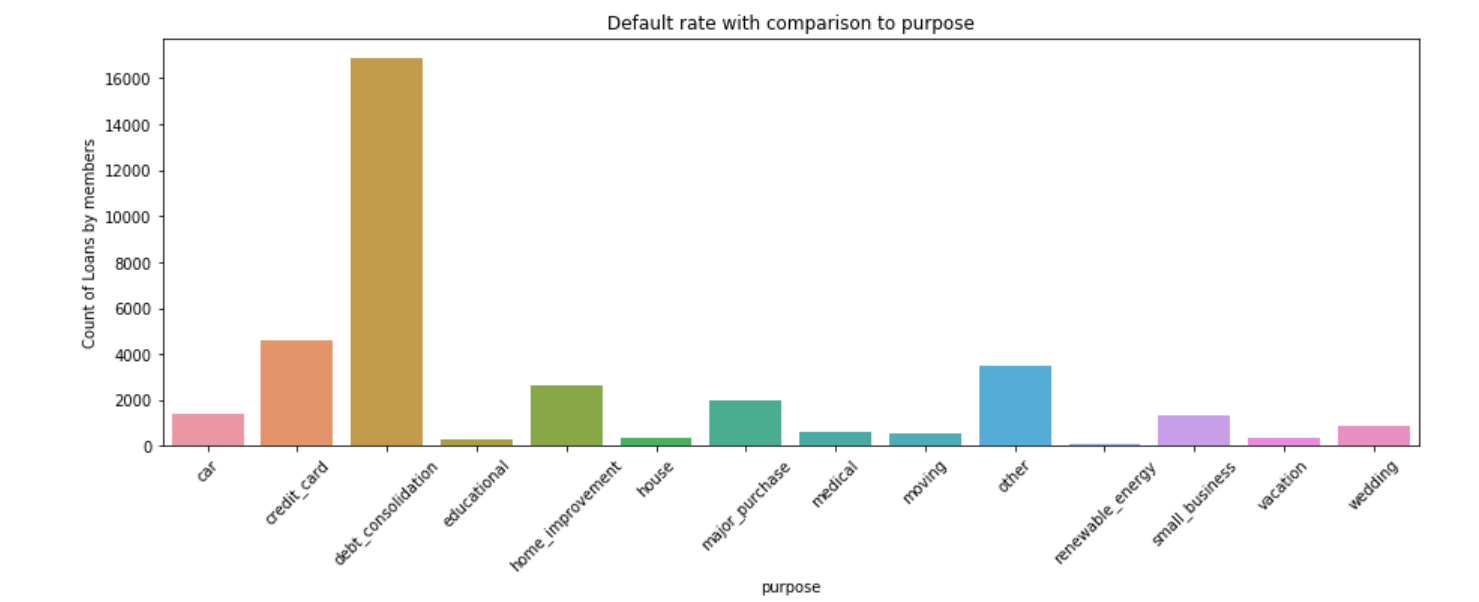 Default rate with comparison to purpose
Count of Loans by members
16000
14000
12000
10000
8000
6000
4000
2000
0
car
credit_card
debt_consolidation
educational
home_improvement
house
major_purchase
medical
moving
other
renewable_energy
small_business
vacation
wedding
purpose